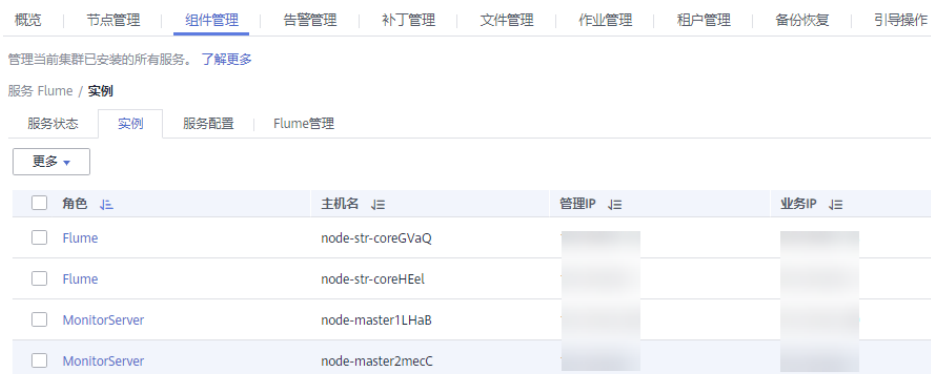 概览 节点管理 组件管理 告警管理 补丁管理 文件管理 作业管理 租户管理 备份恢复 引导操作
管理当前集群已安装的所有服务。 了解更多
服务 Flume / 实例
服务状态 实例 服务配置 Flume管理
更多
角色 主机名 管理IP 业务IP
Flume node-str-coreGVaQ
Flume node-str-coreHEel
MonitorServer node-master1LHaB
MonitorServer node-master2mecC